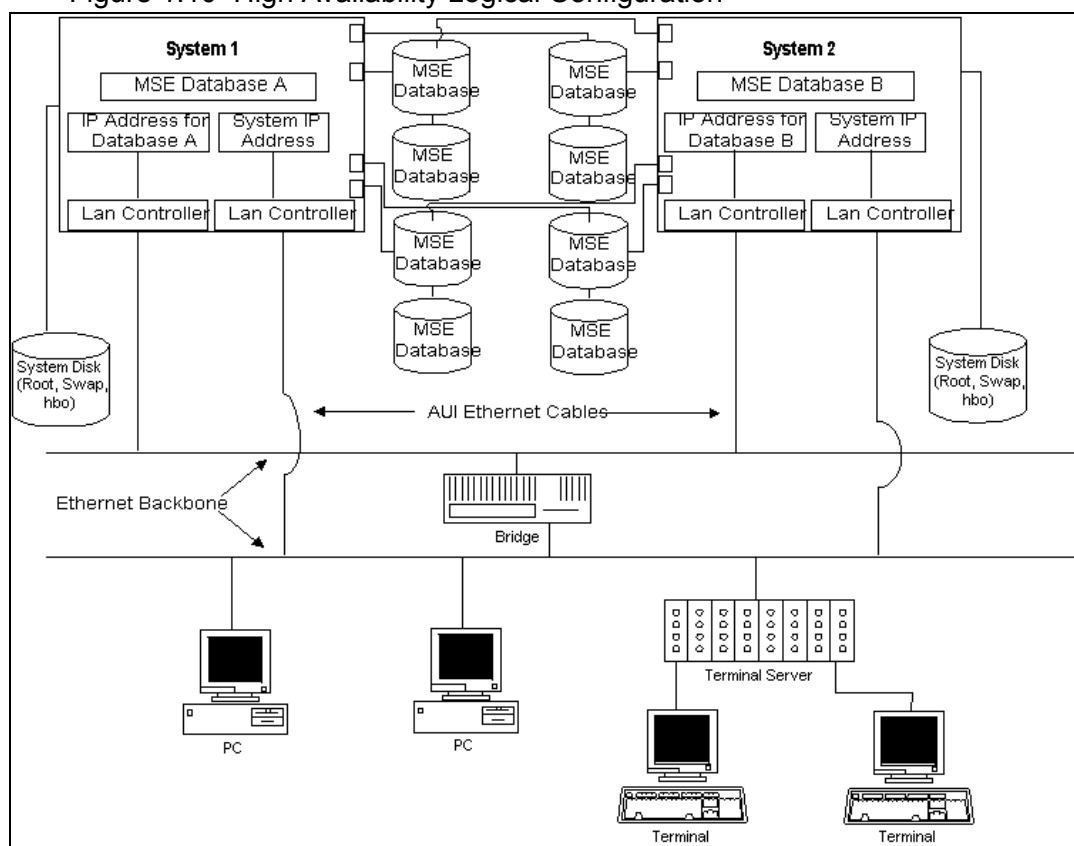 Figure 1.10 High Availability Logical Configuration
System 1
MSE Database A
IP Address for
Database A
System IP
Address
Lan Controller
Lan Controller
MSE
Database
MSE
Database
MSE
Database
MSE
Database
MSE
Database
MSE
Database
MSE
Database
MSE
Database
System 2
MSE Database B
IP Address for
Database B
System IP
Address
Lan Controller
Lan Controller
System Disk
(Root, Swap,
hbo)
System Disk
(Root, Swap,
hbo)
AUI Ethernet Cables
Ethernet Backbone
Bridge
PC
PC
Terminal Server
Terminal
Terminal